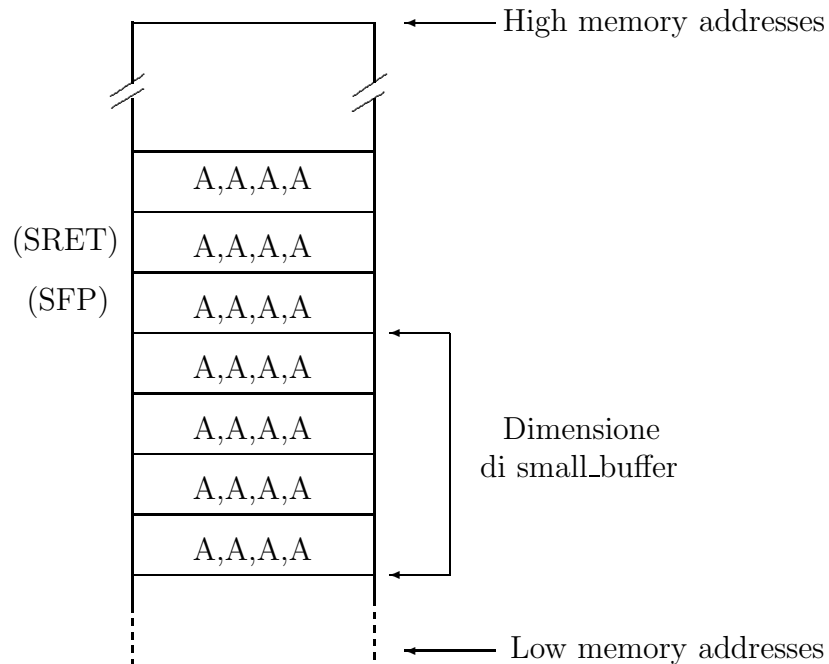 High memory addresses
A,A,A,A
(SRET)
A,A,A,A
(SFP)
A,A,A,A
A,A,A,A
A,A,A,A
Dimensione
di small_buffer
A,A,A,A
A,A,A,A
Low memory addresses